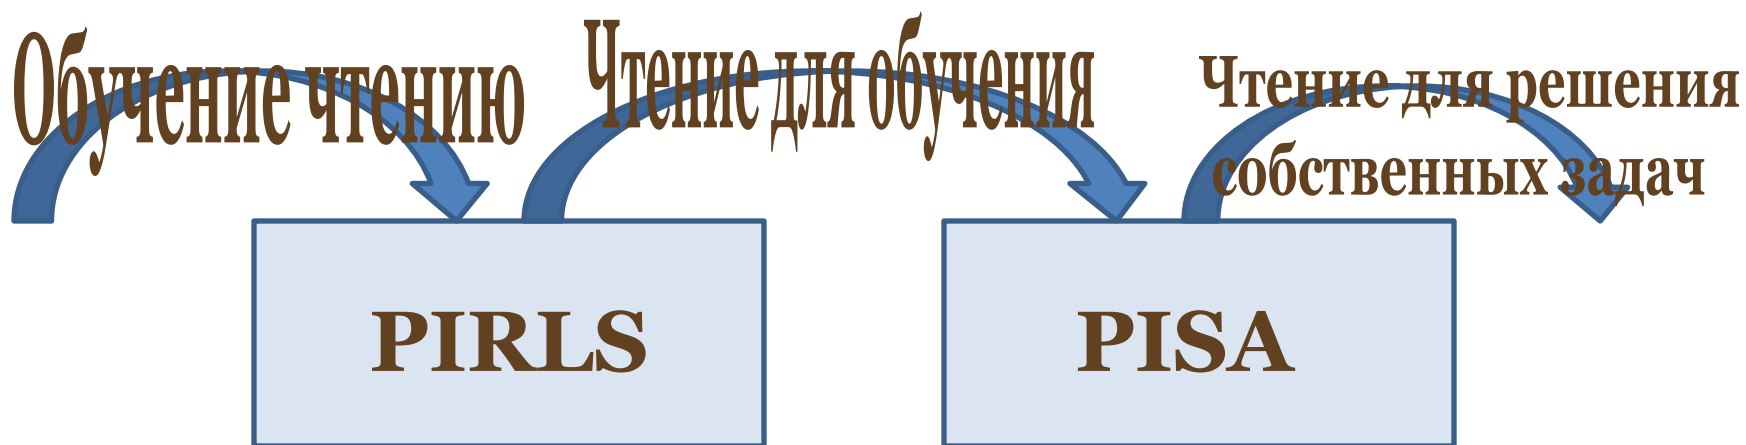 Обучение чтению
Чтение для обучения
Чтение для решения
собственных задач
PIRLS
PISA